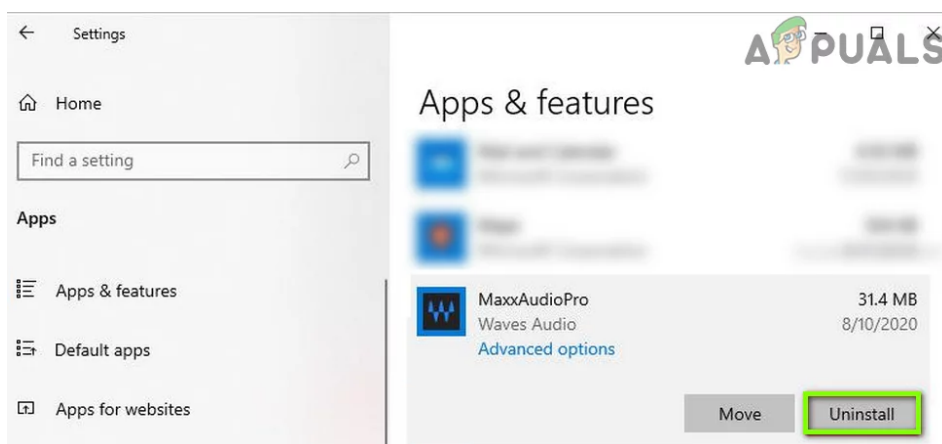 Settings
APPUALS
Home
Find a setting
Apps
Apps & features
Default apps
Apps for websites
Apps & features
MaxxAudioPro
31.4 MB
Waves Audio
8/10/2020
Advanced options
Move
Uninstall